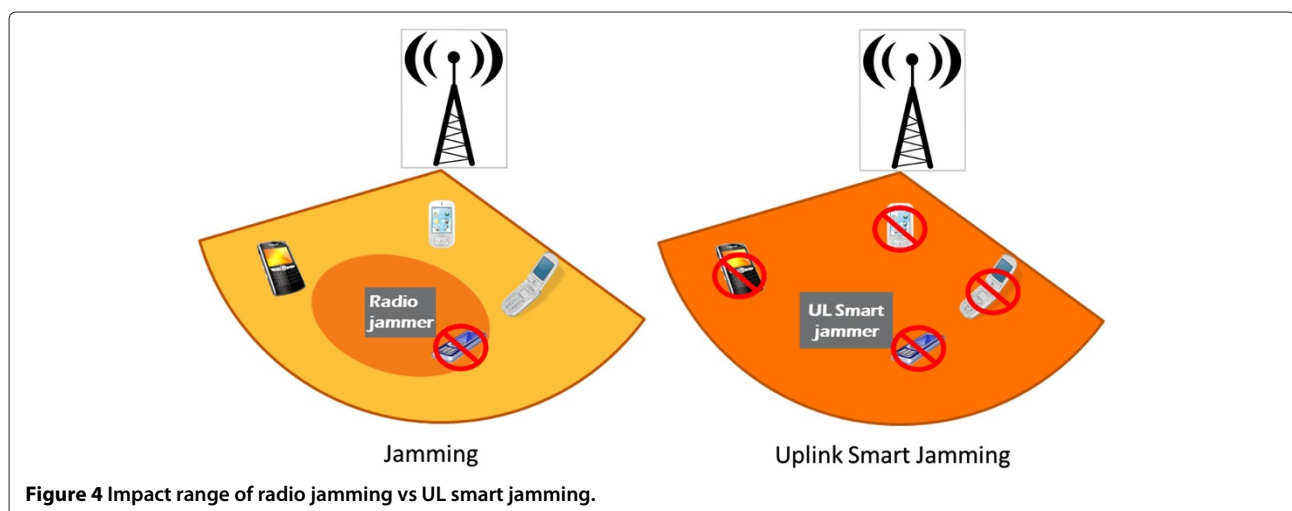 Radio
jammer
UL Smart
jammer
Jamming
Uplink Smart Jamming
Figure 4 Impact range of radio jamming vs UL smart jamming.